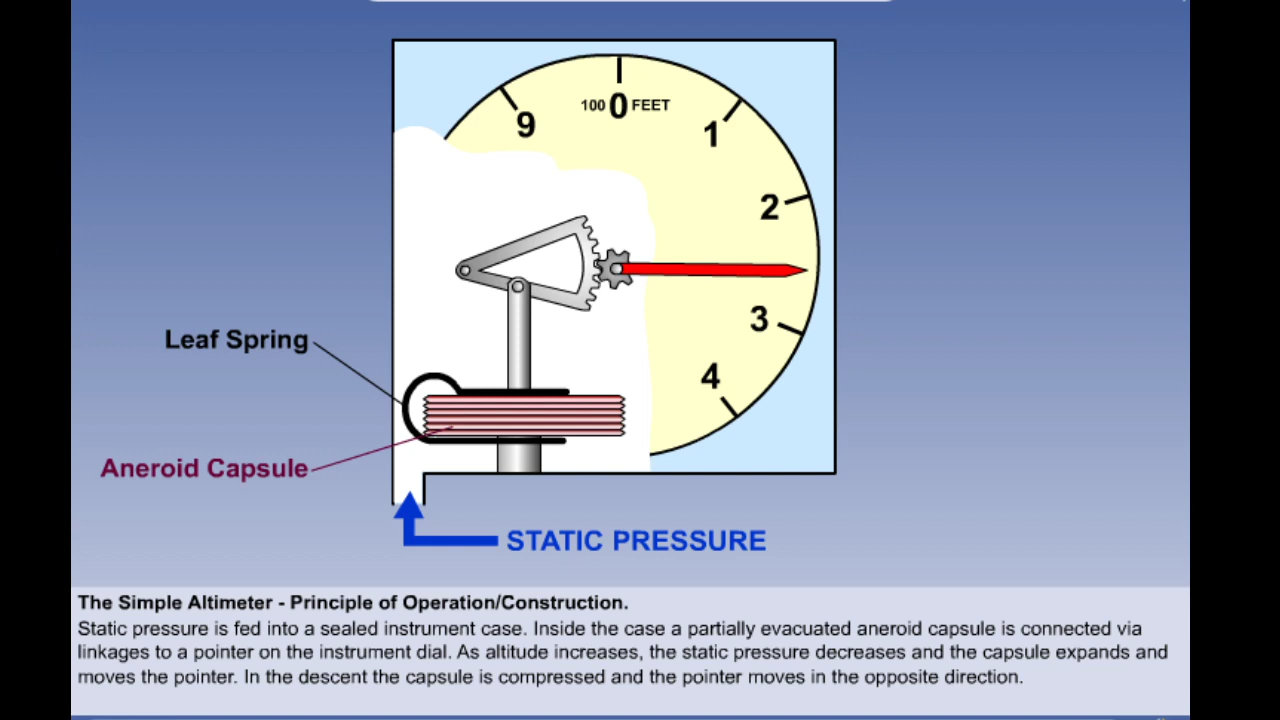 9
100 0 FEET
1
2
3
4
Leaf Spring
Aneroid Capsule
STATIC PRESSURE
The Simple Altimeter - Principle of Operation/Construction.
Static pressure is fed into a sealed instrument case. Inside the case a partially evacuated aneroid capsule is connected via
linkages to a pointer on the instrument dial. As altitude increases, the static pressure decreases and the capsule expands and
moves the pointer. In the descent the capsule is compressed and the pointer moves in the opposite direction.